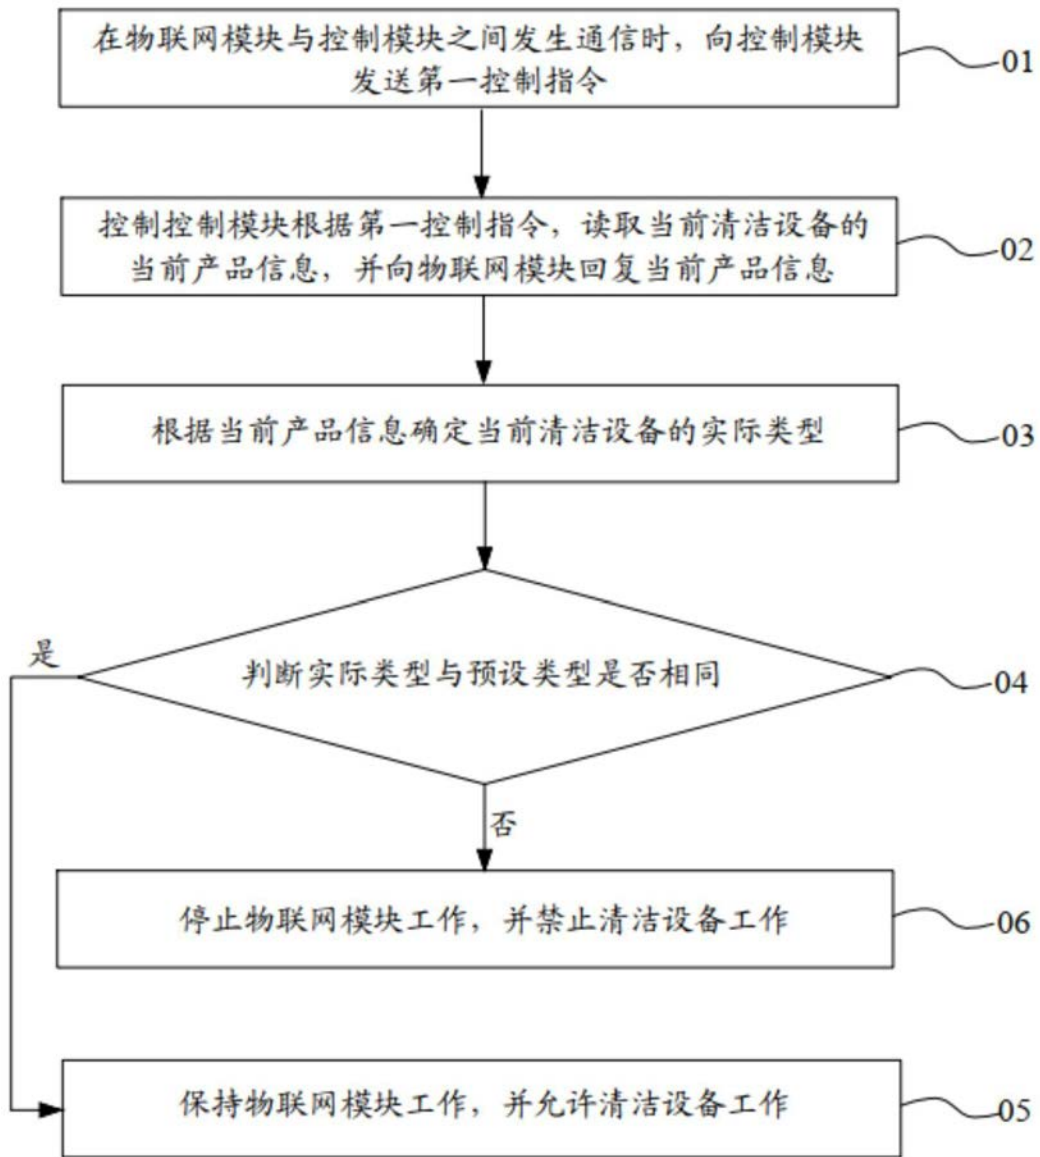 在物联网模块与控制模块之间发生通信时，向控制模块
发送第一控制指令
01
控制控制模块根据第一控制指令，读取当前清洁设备的
当前产品信息，并向物联网模块回复当前产品信息
02
根据当前产品信息确定当前清洁设备的实际类型
03
是
判断实际类型与预设类型是否相同
04
否
停止物联网模块工作，并禁止清洁设备工作
06
保持物联网模块工作，并允许清洁设备工作
05